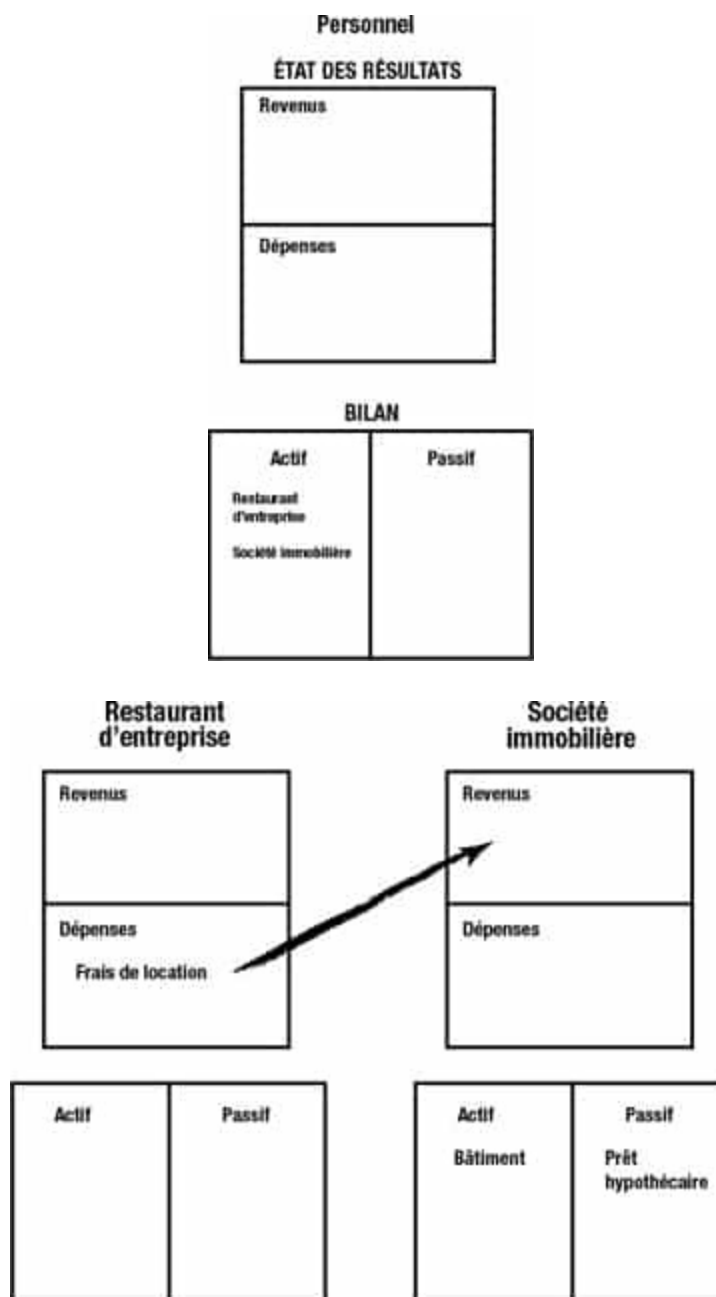 Personnel
ÉTAT DES RÉSULTATS
Revenus
Dépenses
BILAN
Actif
Passif
Restaurant
d'entreprise
Société immobilière
Restaurant
d'entreprise
Société
immobilière
Revenus
Revenus
Dépenses
Frais de location
Dépenses
Actif
Passif
Actif
Passif
Bâtiment
Prêt
hypothécaire